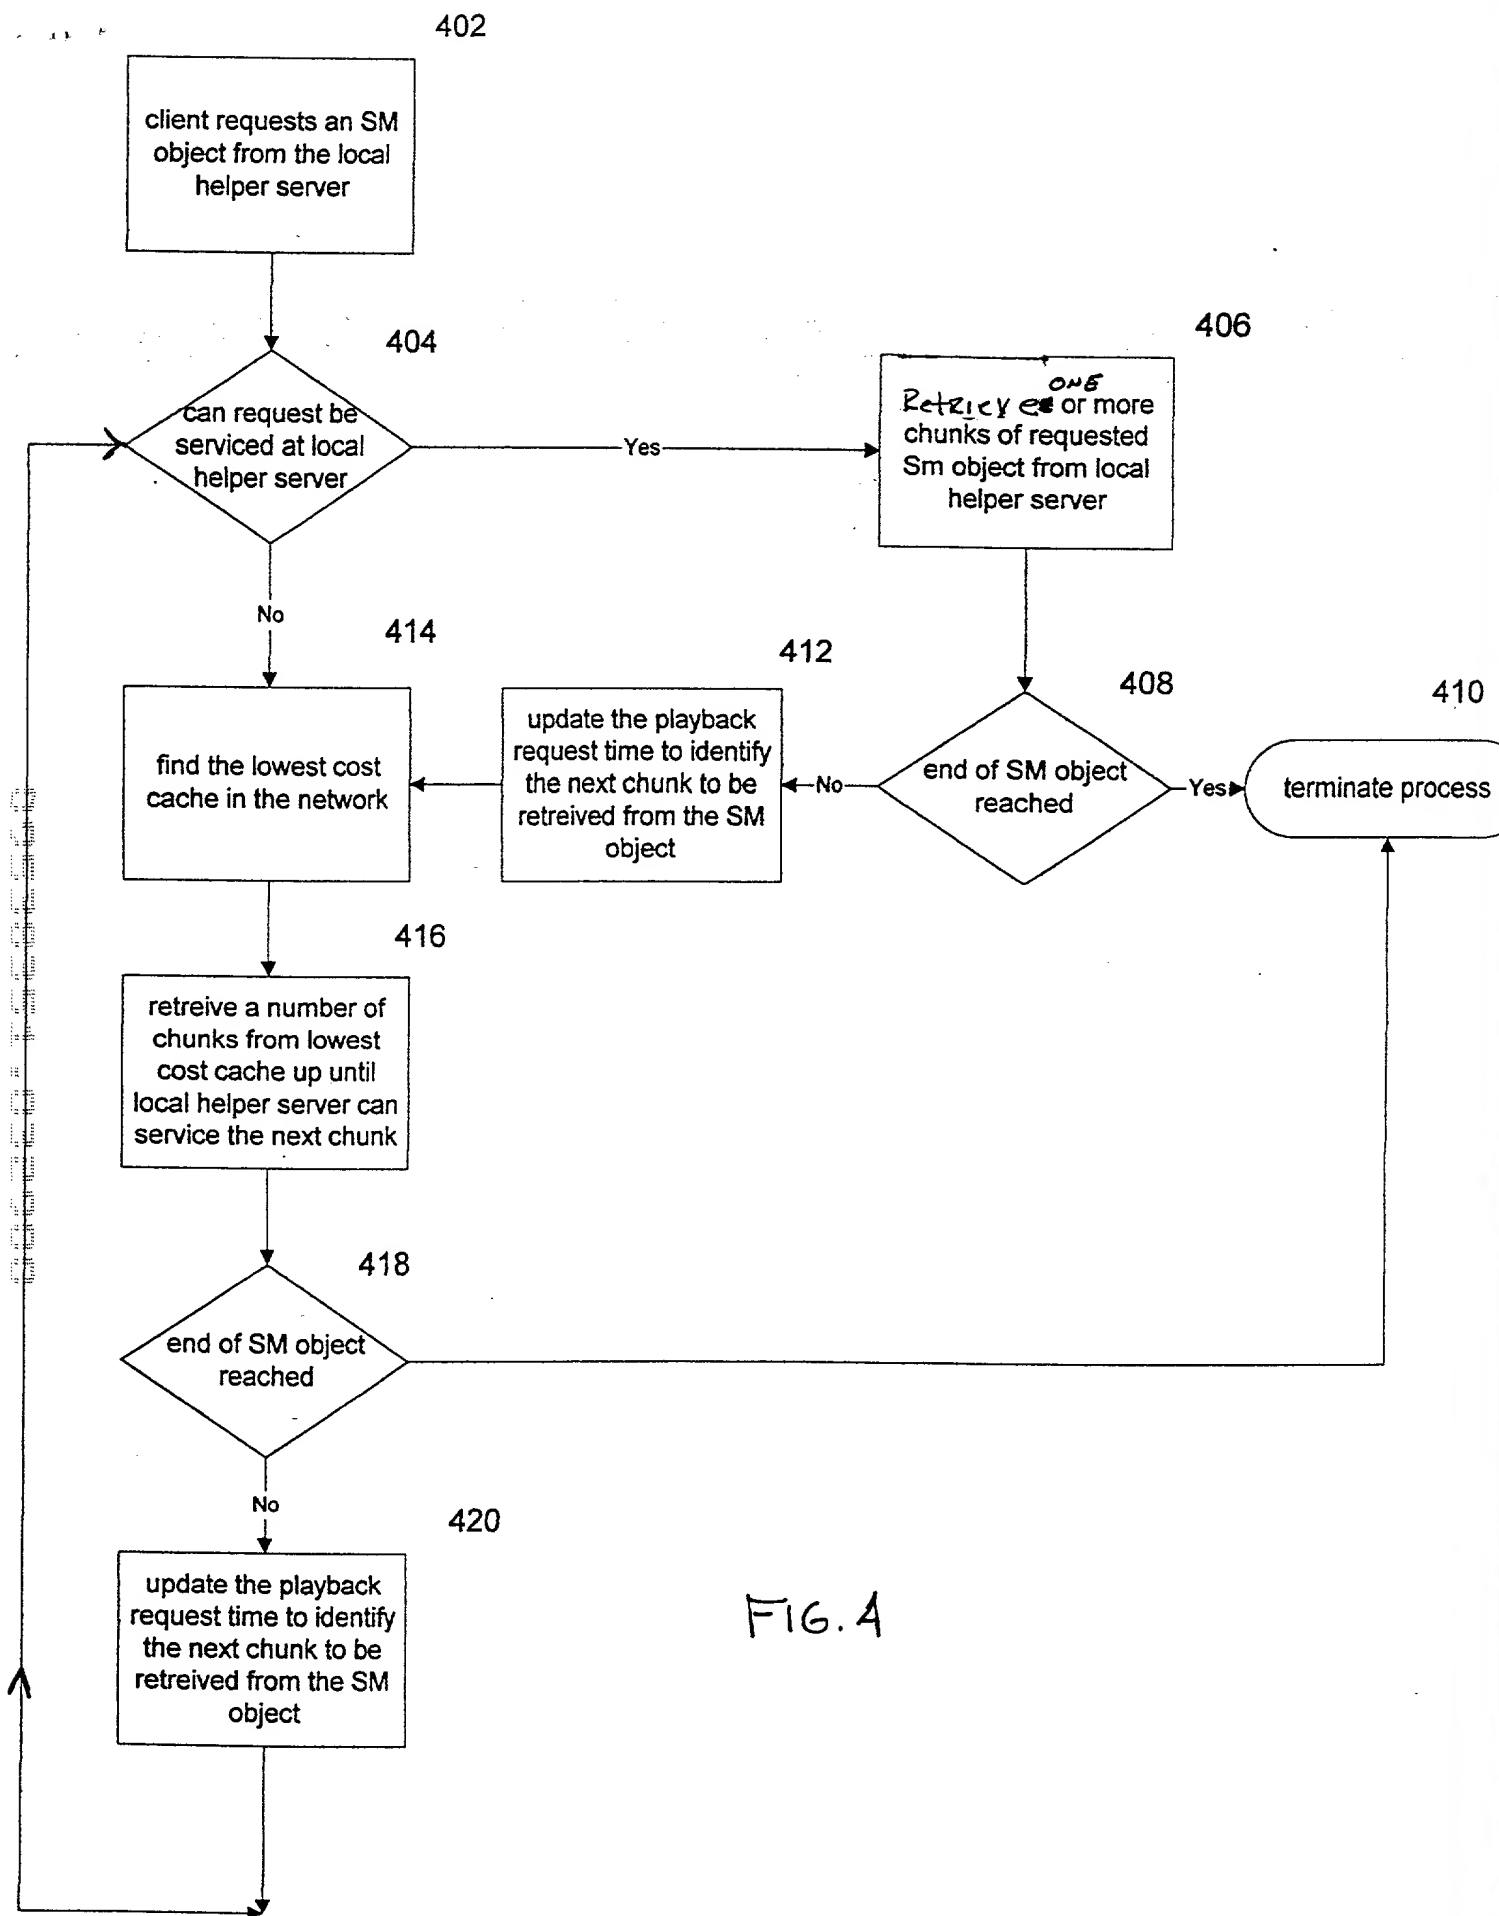 402
client requests an SM
object from the local
helper server
404
can request be
serviced at local
helper server
Yes
406
ONE
Retrieve or more
chunks of requested
Sm object from local
helper server
No
414
find the lowest cost
cache in the network
412
update the playback
request time to identify
the next chunk to be
retreived from the SM
object
No
408
end of SM object
reached
Yes
410
terminate process
416
retreive a number of
chunks from lowest
cost cache up until
local helper server can
service the next chunk
418
end of SM object
reached
No
420
update the playback
request time to identify
the next chunk to be
retreived from the SM
object
FIG. 4